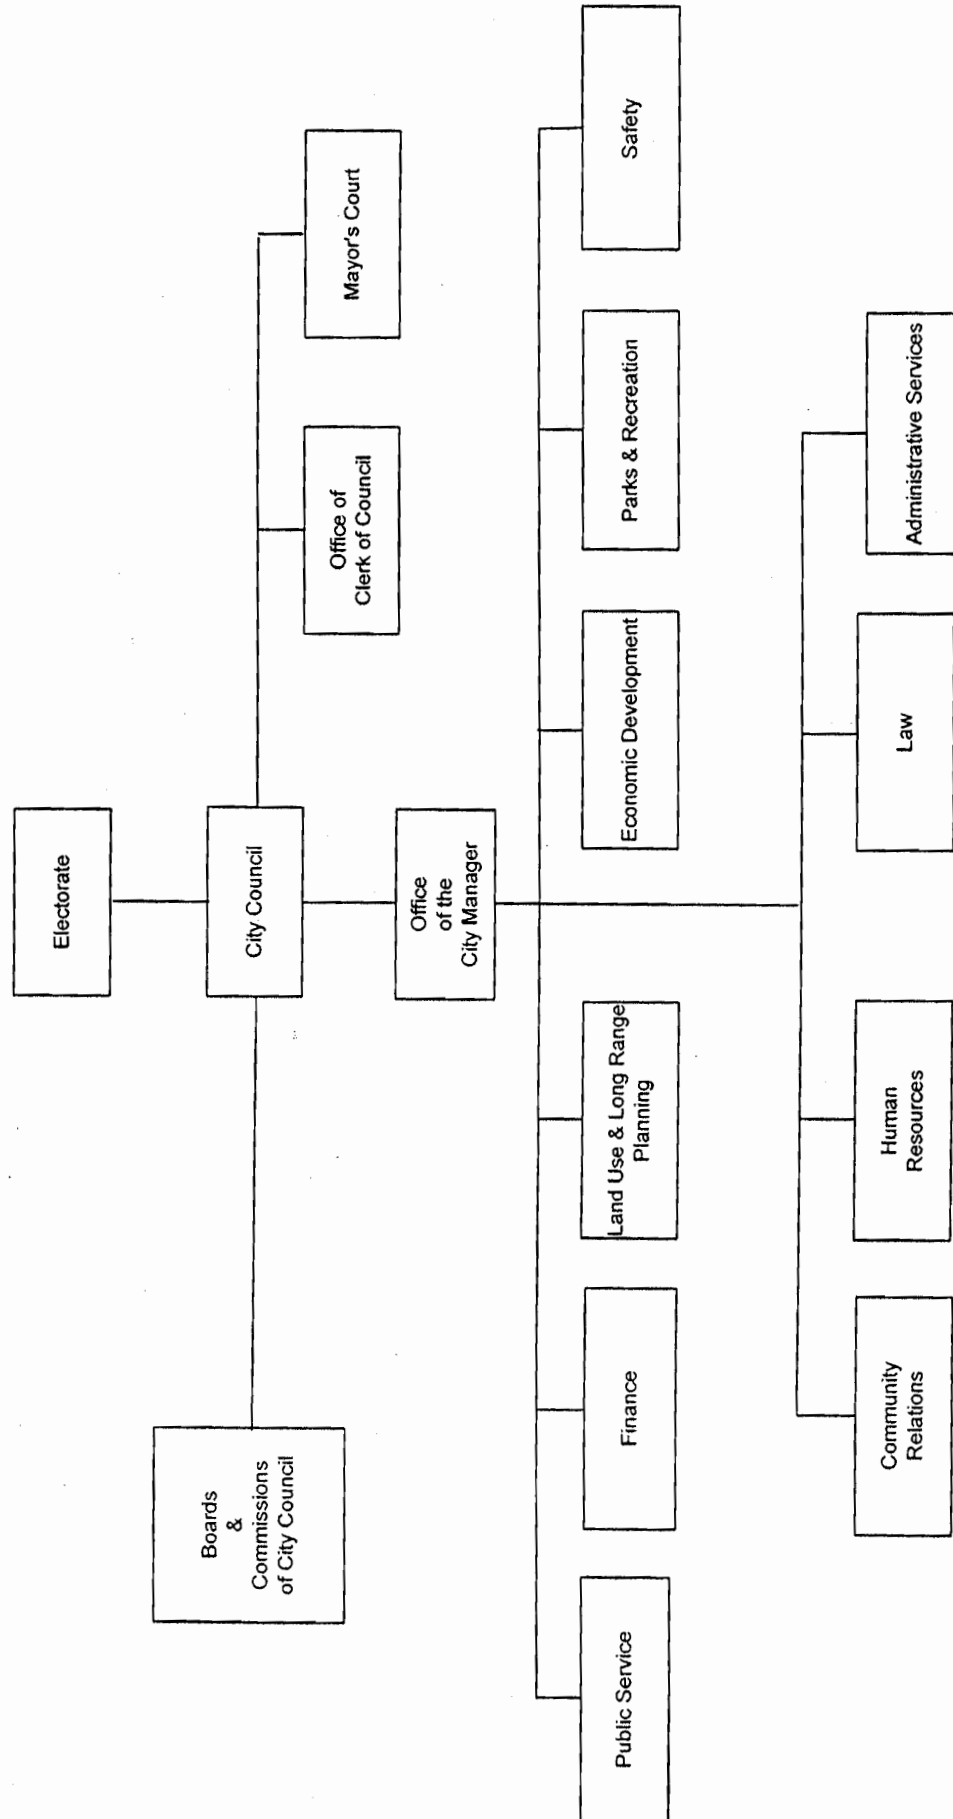 Electorate
City Council
Boards
&
Commissions
of City Council
Office of
Clerk of Council
Mayor's Court
Office
of the
City Manager
Public Service
Finance
Land Use & Long Range
Planning
Economic Development
Parks & Recreation
Safety
Community
Relations
Human
Resources
Law
Administrative Services